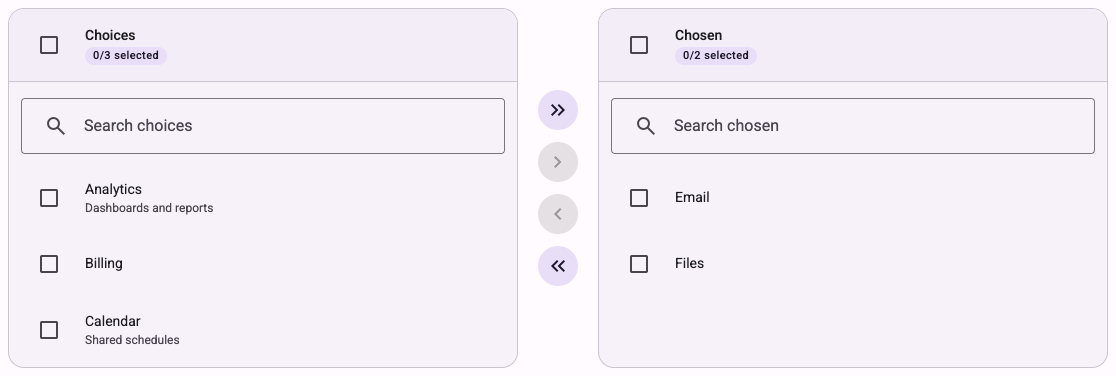 Choices
0/3 selected
Search choices
Analytics
Dashboards and reports
Billing
Calendar
Shared schedules
Chosen
0/2 selected
Search chosen
Email
Files